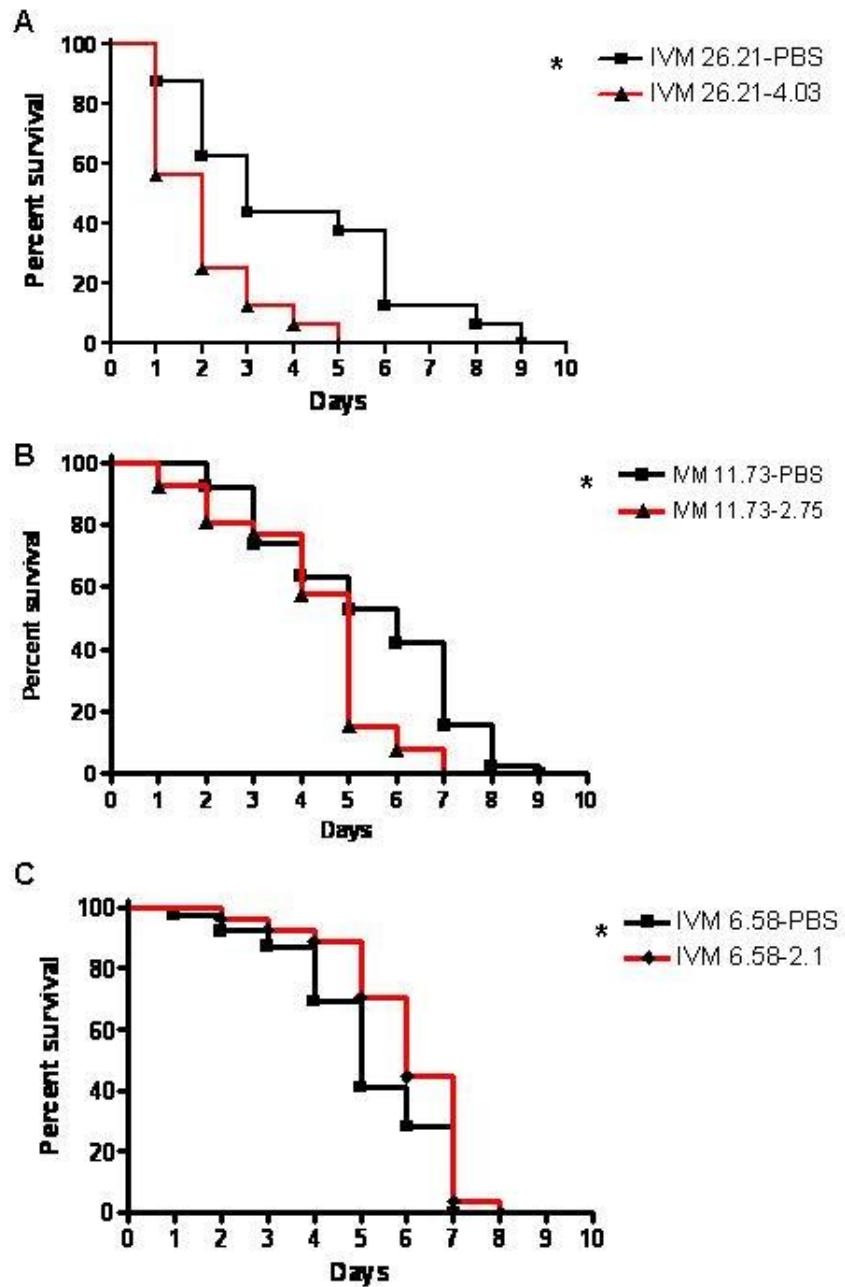 A
100
80
60
40
20
0
Percent survival
0 1 2 3 4 5 6 7 8 9 10
Days
* IVM 26.21-PBS
IVM 26.21-4.03
B
100
80
60
40
20
0
Percent survival
0 1 2 3 4 5 6 7 8 9 10
Days
* IVM 11.73-PBS
IVM 11.73-2.75
C
100
80
60
40
20
0
Percent survival
0 1 2 3 4 5 6 7 8 9 10
Days
* IVM 6.58-PBS
IVM 6.58-2.1